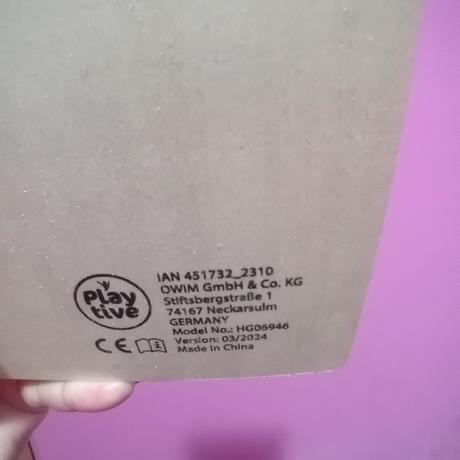 Play
tive
IAN 451732_2310
OWIM GmbH & Co. KG
Stiftsbergstraße 1
74167 Neckarsulm
GERMANY
Model No.: HG06946
Version: 03/2024
Made in China
CE